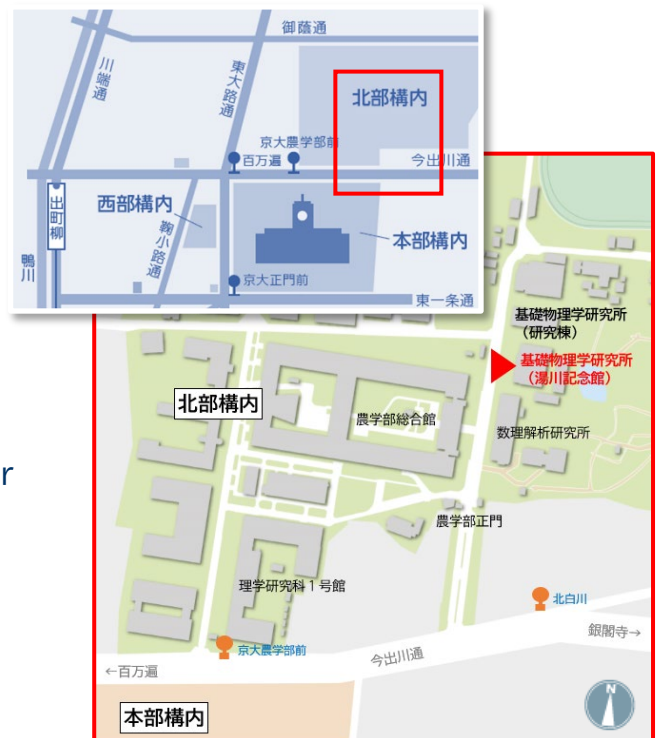 御蔭通
川端通
東大路通
北部構内
京大農学部前
百万遍
今出川通
出町柳
西部構内
鞠小路通
本部構内
鴨川
京大正門前
東一条通
基礎物理学研究所
（研究棟）
基礎物理学研究所
（湯川記念館）
北部構内
農学部総合館
数理解析研究所
r
農学部正門
理学研究科１号館
北白川
京大農学部前
銀閣寺→
今出川通
←百万遍
本部構内
N